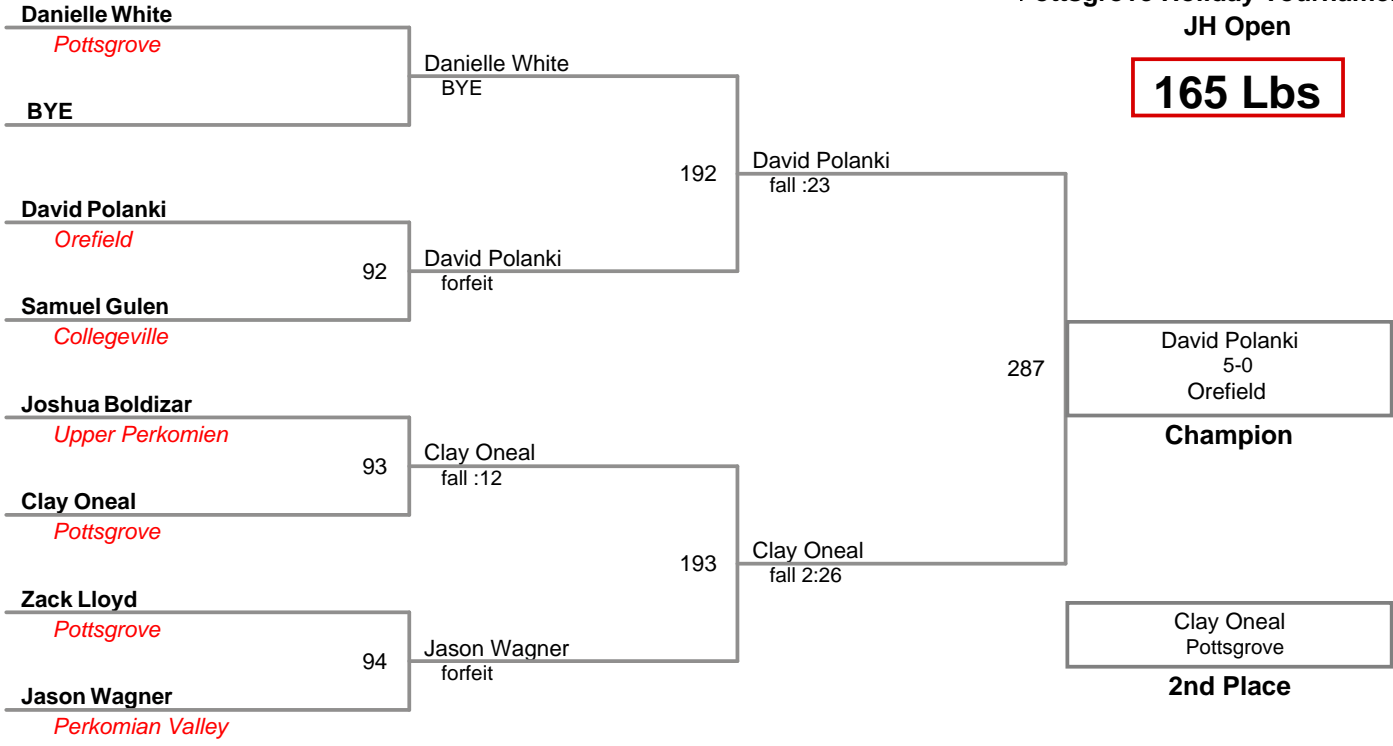 Danielle White
Pottsgrove
BYE
David Polanki
Orefield
Samuel Gulen
Collegeville
Joshua Boldizar
Upper Perkomien
Clay Oneal
Pottsgrove
Zack Lloyd
Pottsgrove
Jason Wagner
Perkomian Valley
92
93
94
Danielle White
BYE
David Polanki
forfeit
Clay Oneal
fall :12
Jason Wagner
forfeit
192
193
David Polanki
fall :23
Clay Oneal
fall 2:26
287
Holiday
JH Open
165 Lbs
David Polanki
5-0
Orefield
Champion
Clay Oneal
Pottsgrove
2nd Place